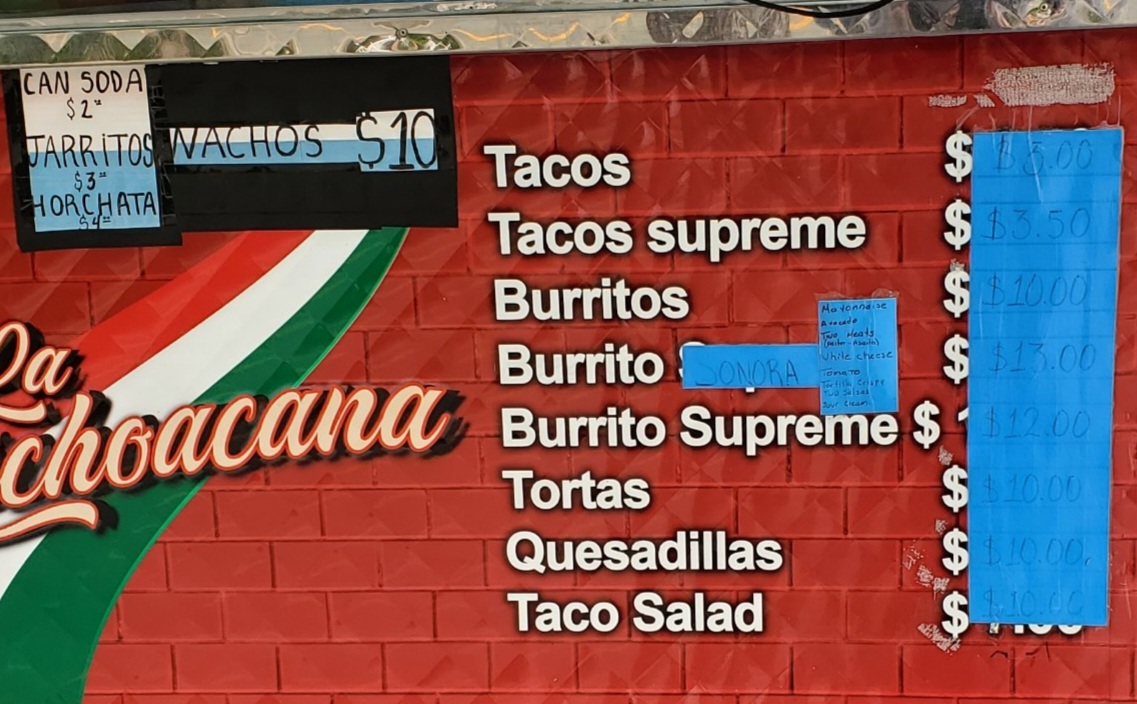 CAN SODA
$2
JARRITOS
$3
HORCHATA
$4
NACHOS $10
La
choacana
Tacos $ $3.00
Tacos supreme $ $3.50
Burritos $ $10.00
Burrito SONORA $ $13.00
Mayonnaise
Avocado
Two Meats
White cheese
Tomato
Tortilla Crispy
Two Salsas
Sour Cream
Burrito Supreme $ $12.00
Tortas $ $10.00
Quesadillas $ $10.00
Taco Salad $ $10.00